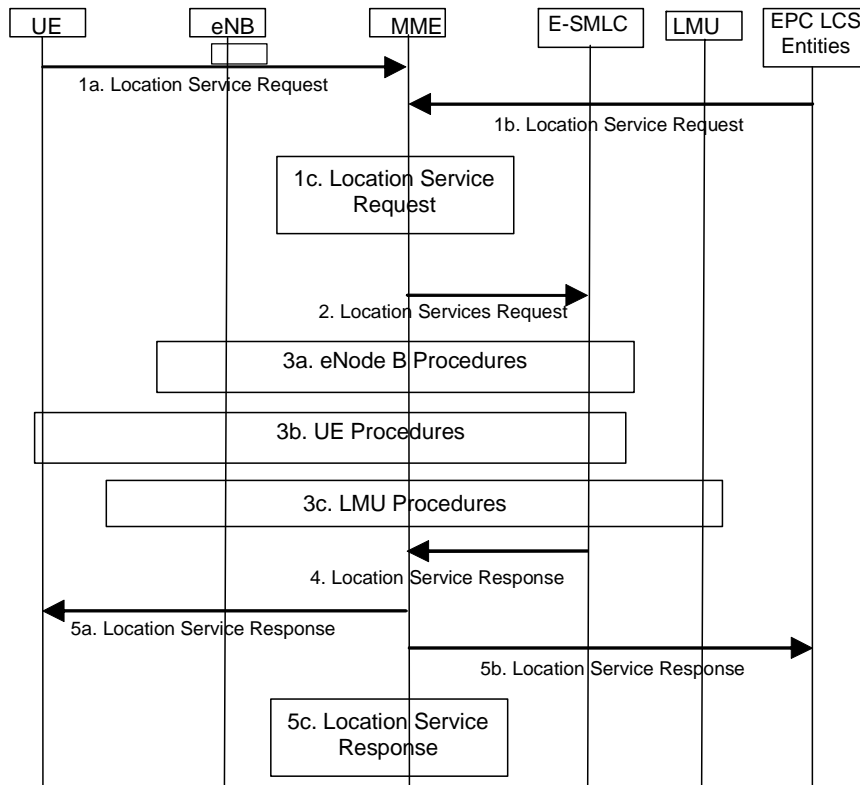 UE
eNB
MME
E-SMLC
LMU
EPC LCS
Entities
1a. Location Service Request
1b. Location Service Request
1c. Location Service
Request
2. Location Services Request
3a. eNode B Procedures
3b. UE Procedures
3c. LMU Procedures
4. Location Service Response
5a. Location Service Response
5b. Location Service Response
5c. Location Service
Response